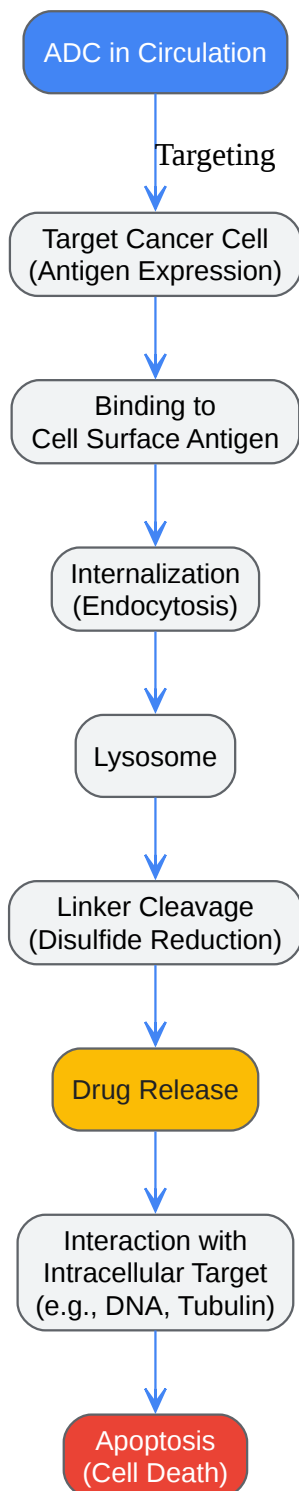 ADC in Circulation
Targeting
Target Cancer Cell
(Antigen Expression)
Binding to
Cell Surface Antigen
Internalization
(Endocytosis)
Lysosome
Linker Cleavage
(Disulfide Reduction)
Drug Release
Interaction with
Intracellular Target
(e.g., DNA, Tubulin)
Apoptosis
(Cell Death)